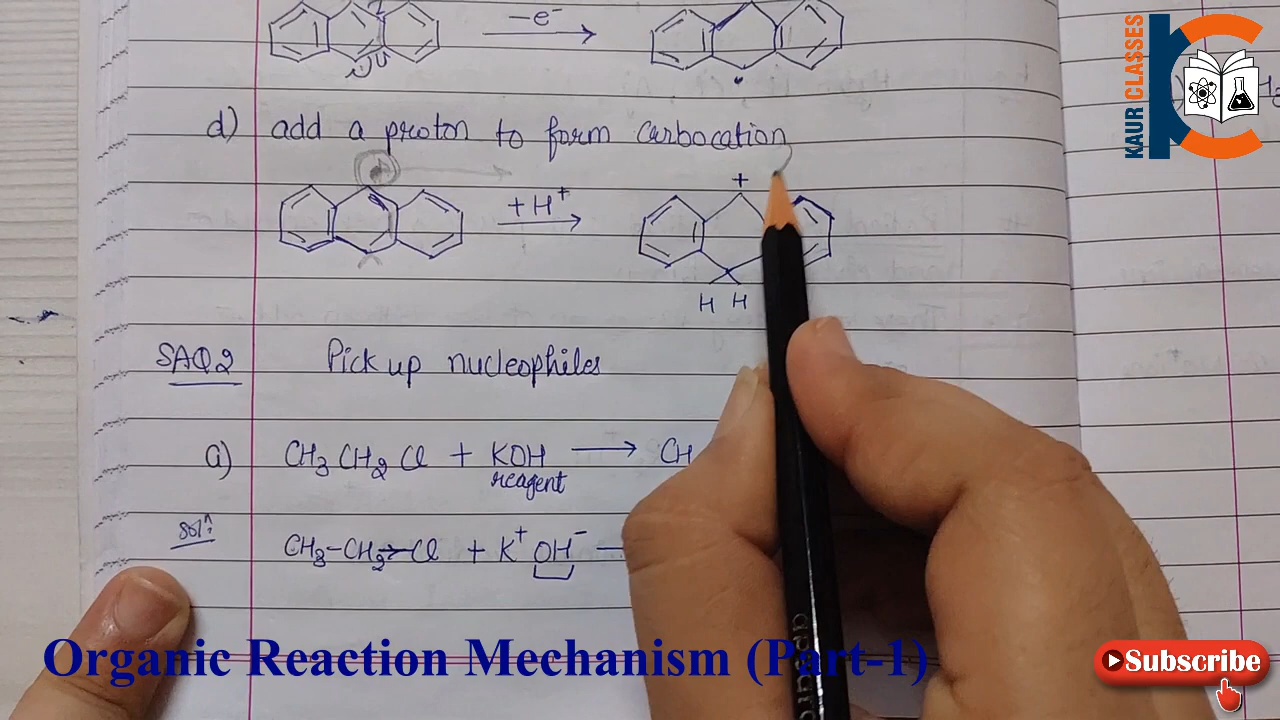 −e⁻
d) add a proton to form carbocation
+H⁺
+
H H
SAQ2 Pick up nucleophiles
a) CH₃ CH₂ Cl + KOH ⟶ CH
reagent
Solⁿ:
CH₃−CH₂→Cl + K⁺ OH⁻ —
KAUR CLASSES
Organic Reaction Mechanism (Part-1)
Subscribe